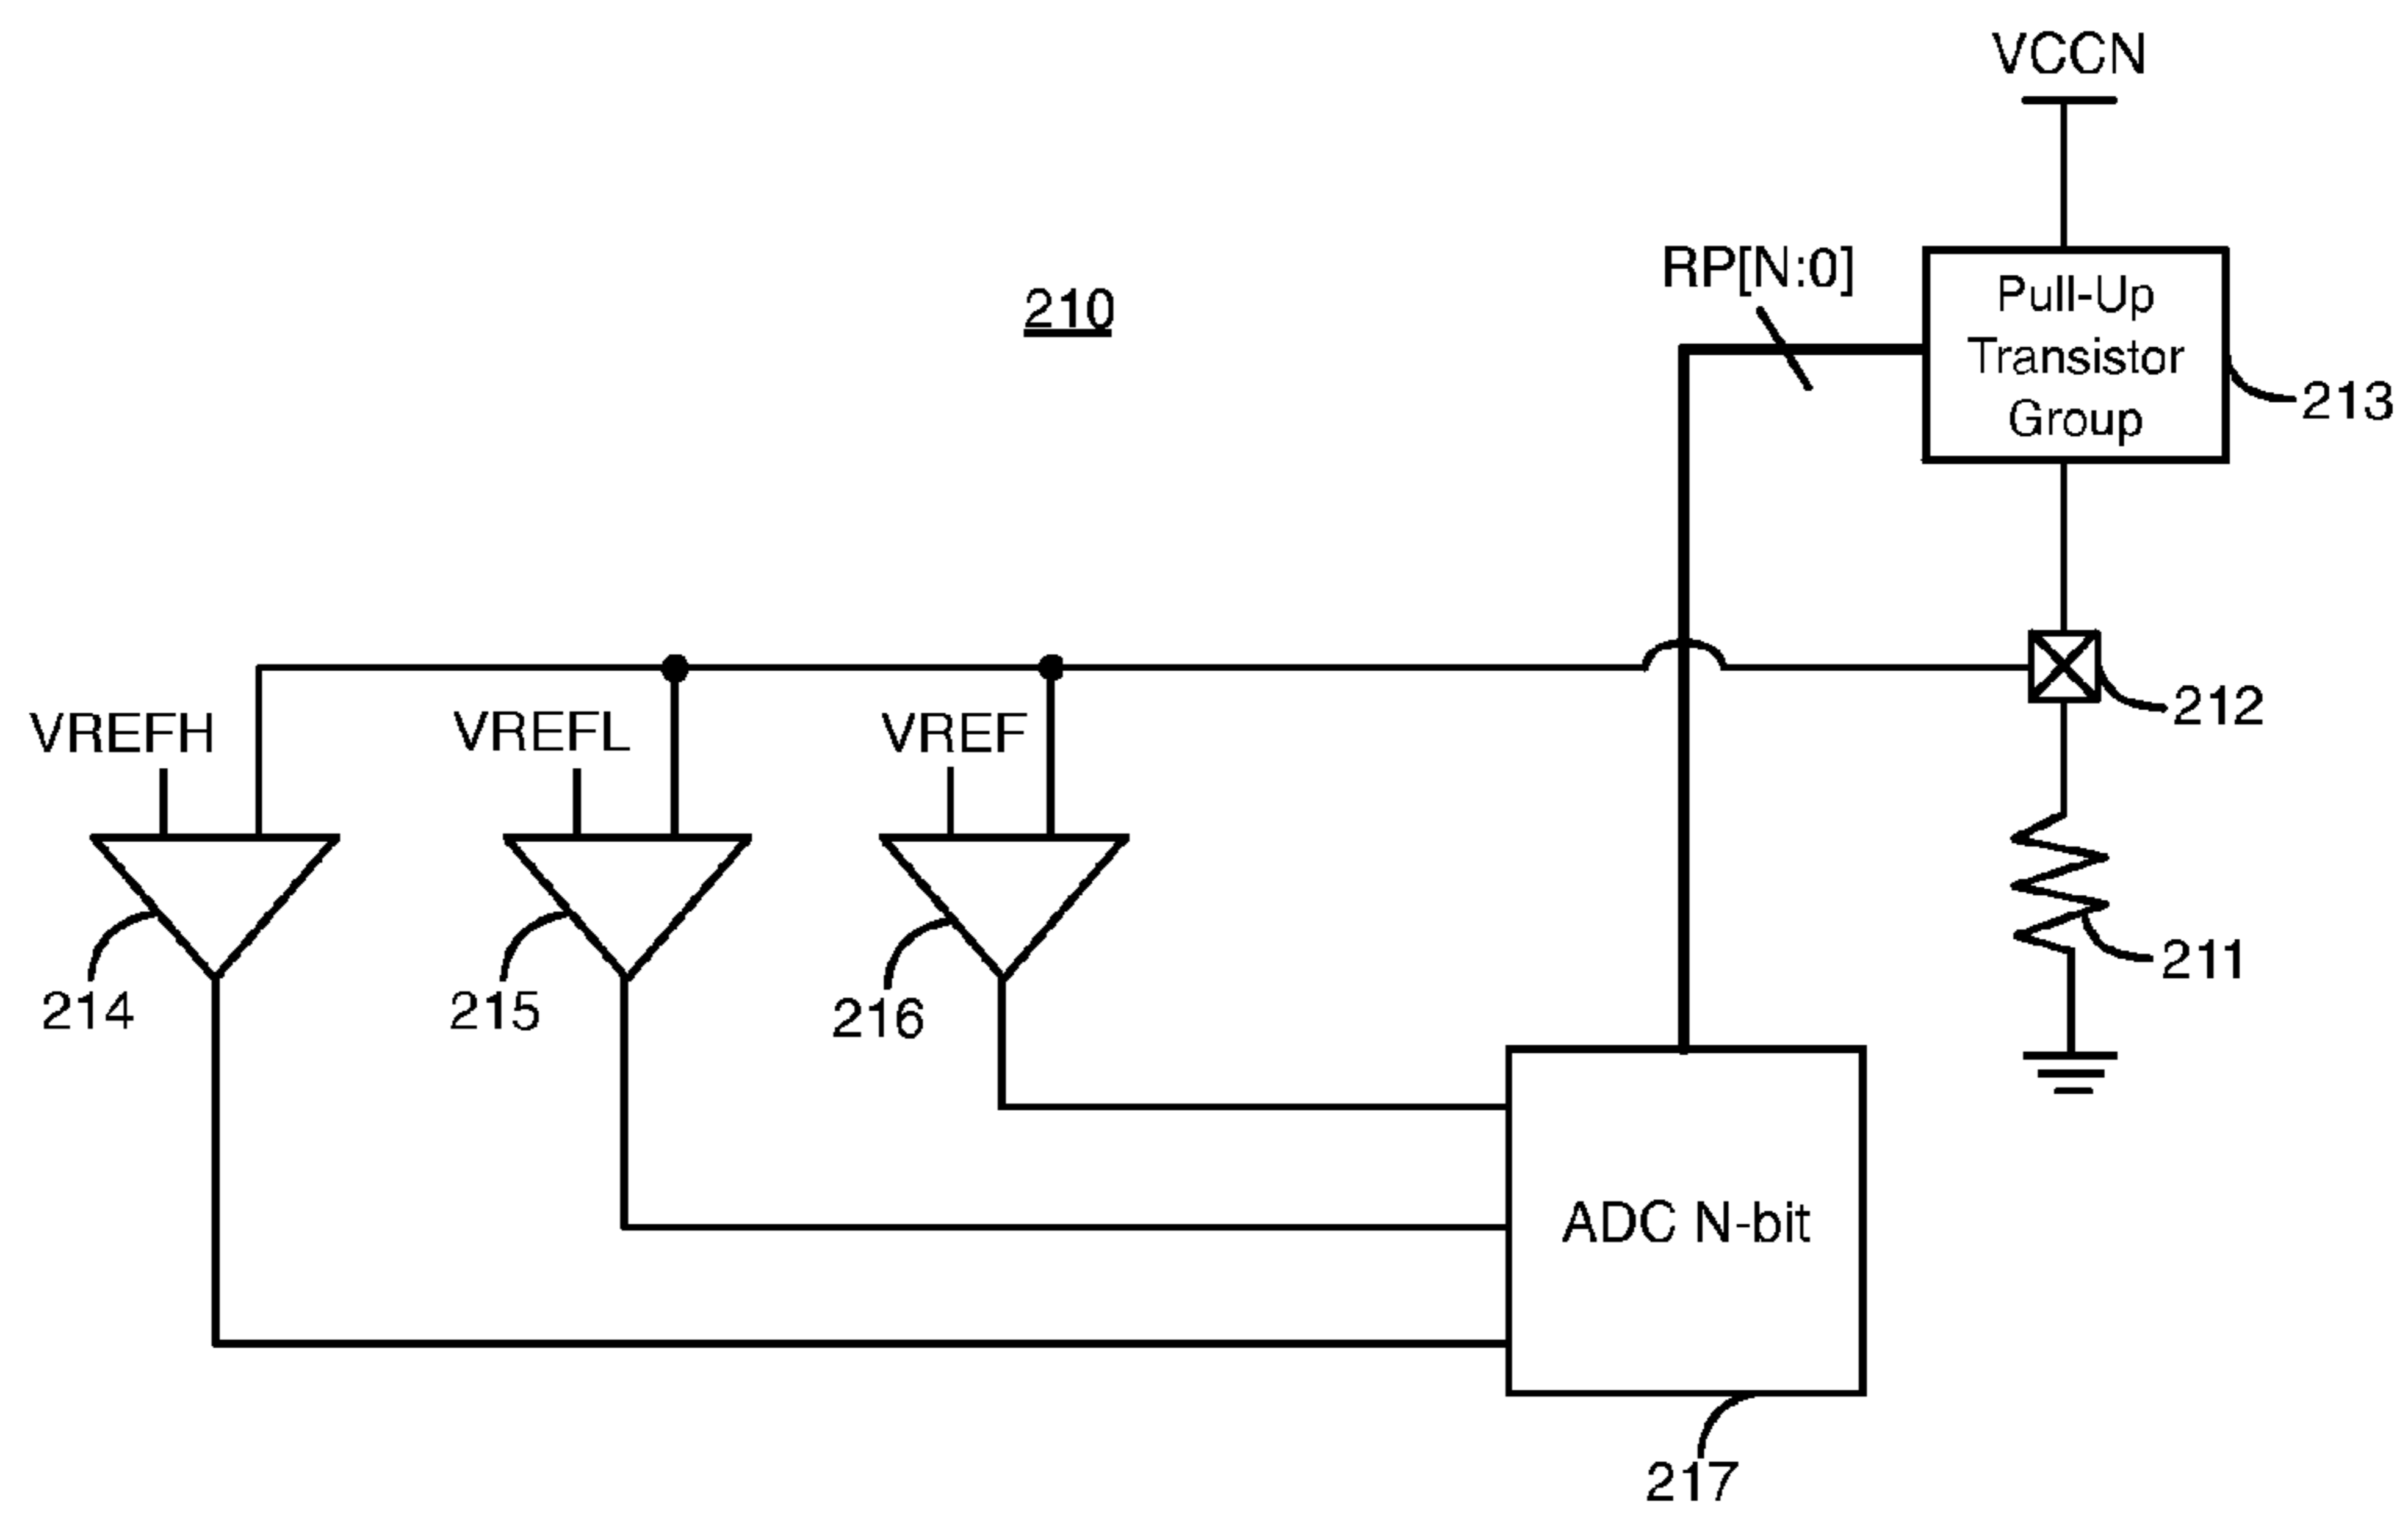 VCCN
RP[N:0]
210
Pull-Up
Transistor
Group
213
212
VREFH
VREFL
VREF
214
215
216
211
ADC N-bit
217